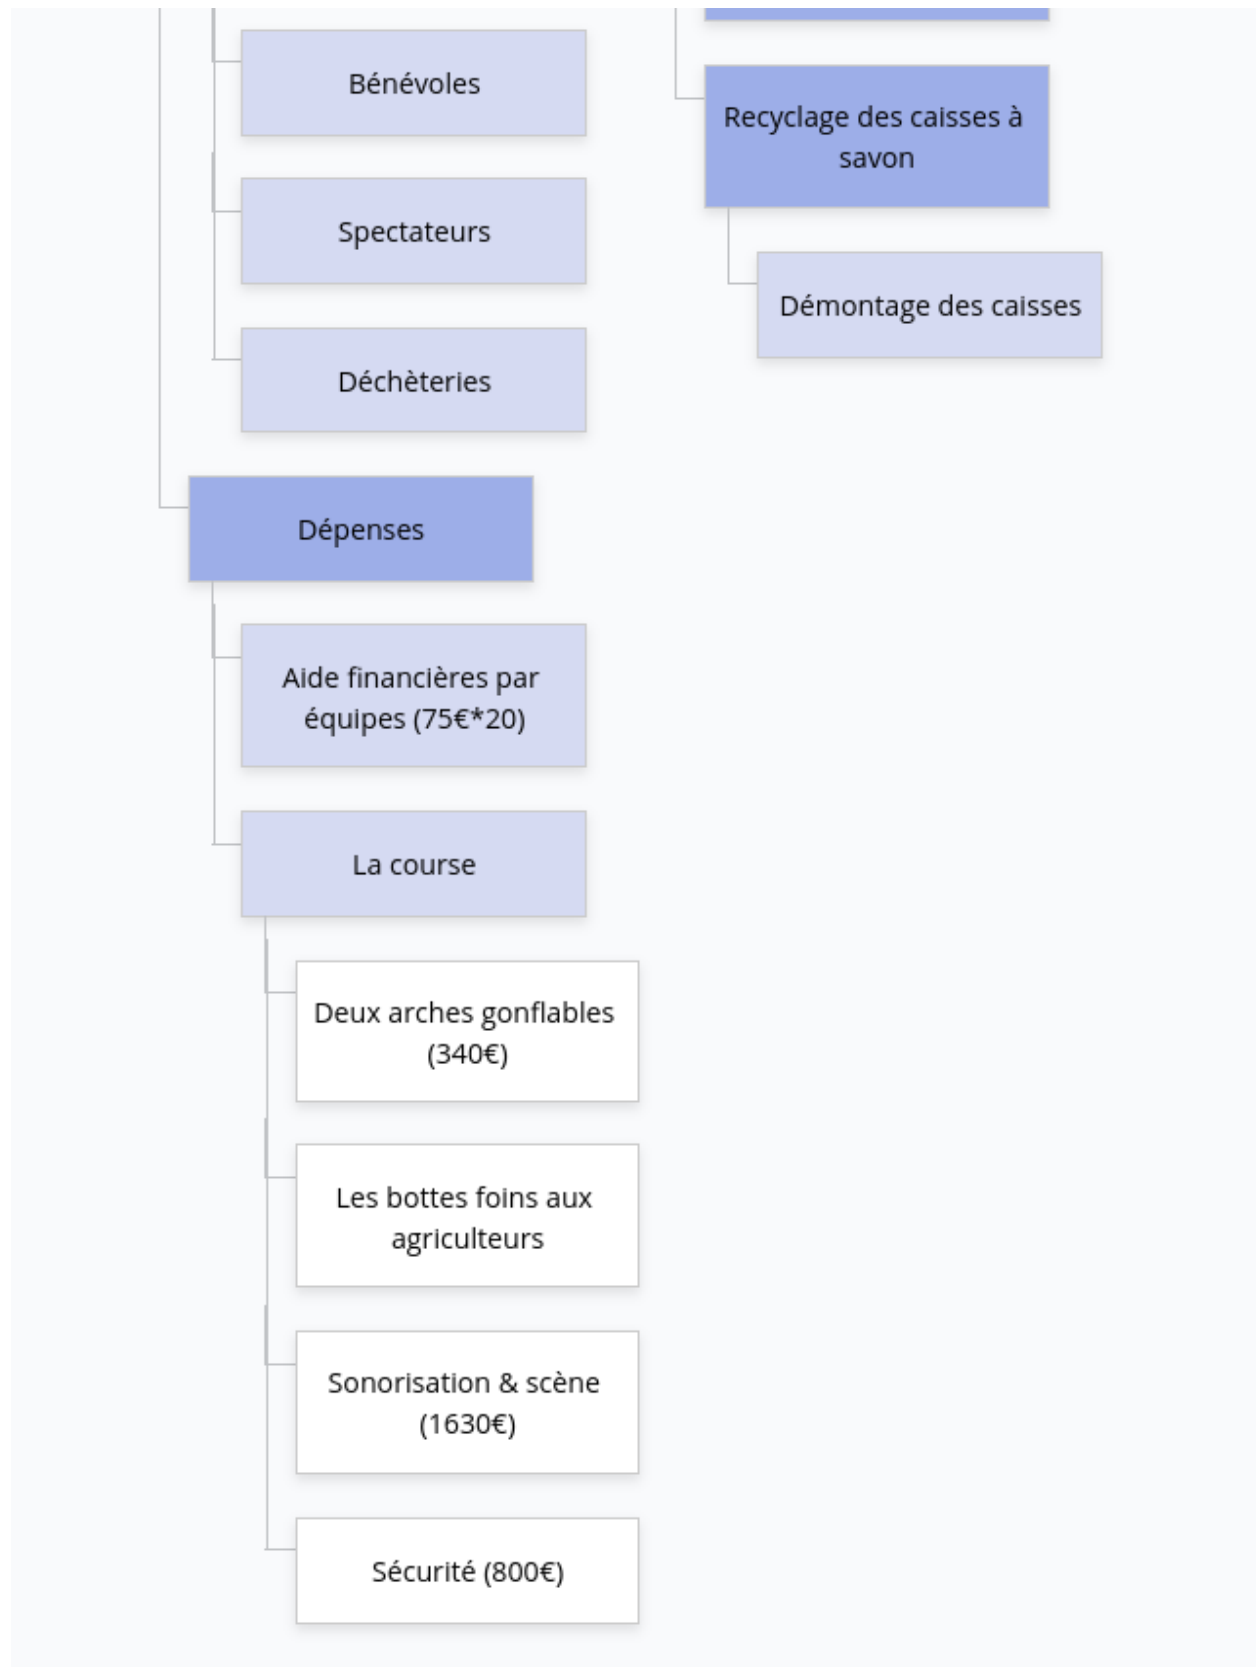 Bénévoles
Spectateurs
Déchèteries
Dépenses
Aide financières par
équipes (75€*20)
La course
Deux arches gonflables
(340€)
Les bottes foins aux
agriculteurs
Sonorisation & scène
(1630€)
Sécurité (800€)
Recyclage des caisses à
savon
Démontage des caisses